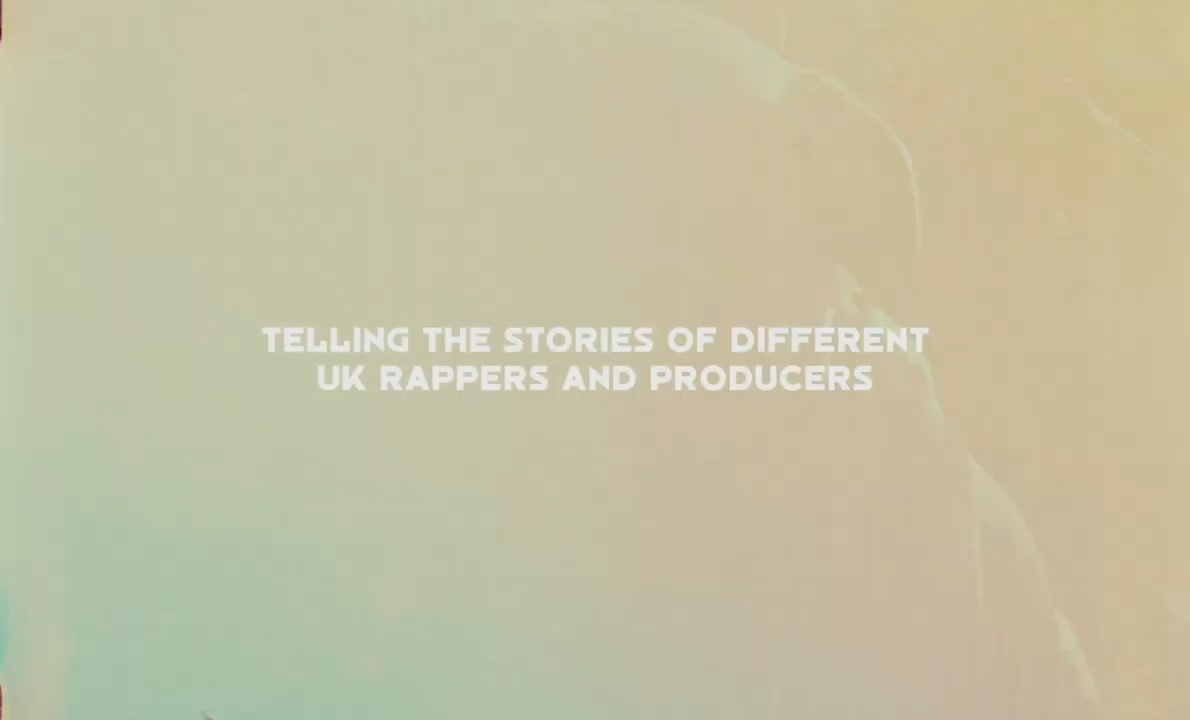 TELLING THE STORIES OF DIFFERENT
UK RAPPERS AND PRODUCERS